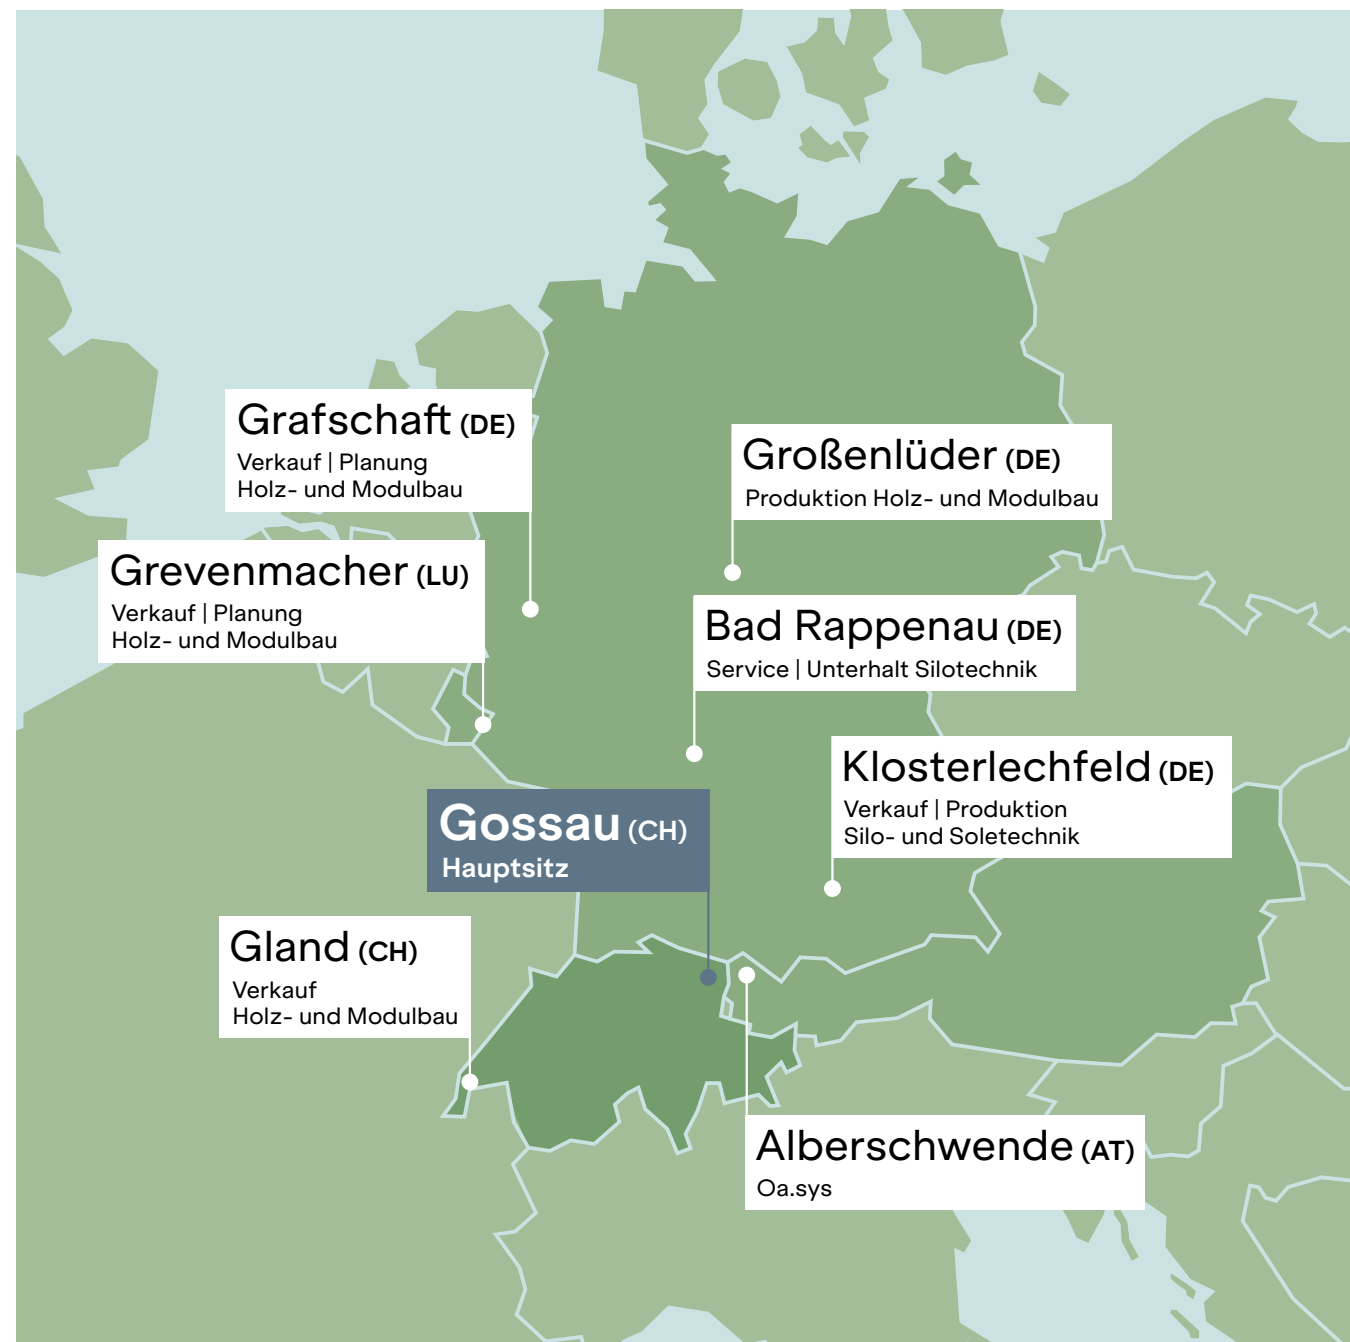 Grafschaft (DE)
Verkauf | Planung
Holz- und Modulbau
Großenlüder (DE)
Produktion Holz- und Modulbau
Grevenmacher (LU)
Verkauf | Planung
Holz- und Modulbau
Bad Rappenau (DE)
Service | Unterhalt Silotechnik
Klosterlechfeld (DE)
Verkauf | Produktion
Silo- und Soletechnik
Gossau (CH)
Hauptsitz
Gland (CH)
Verkauf
Holz- und Modulbau
Alberschwende (AT)
Oa.sys